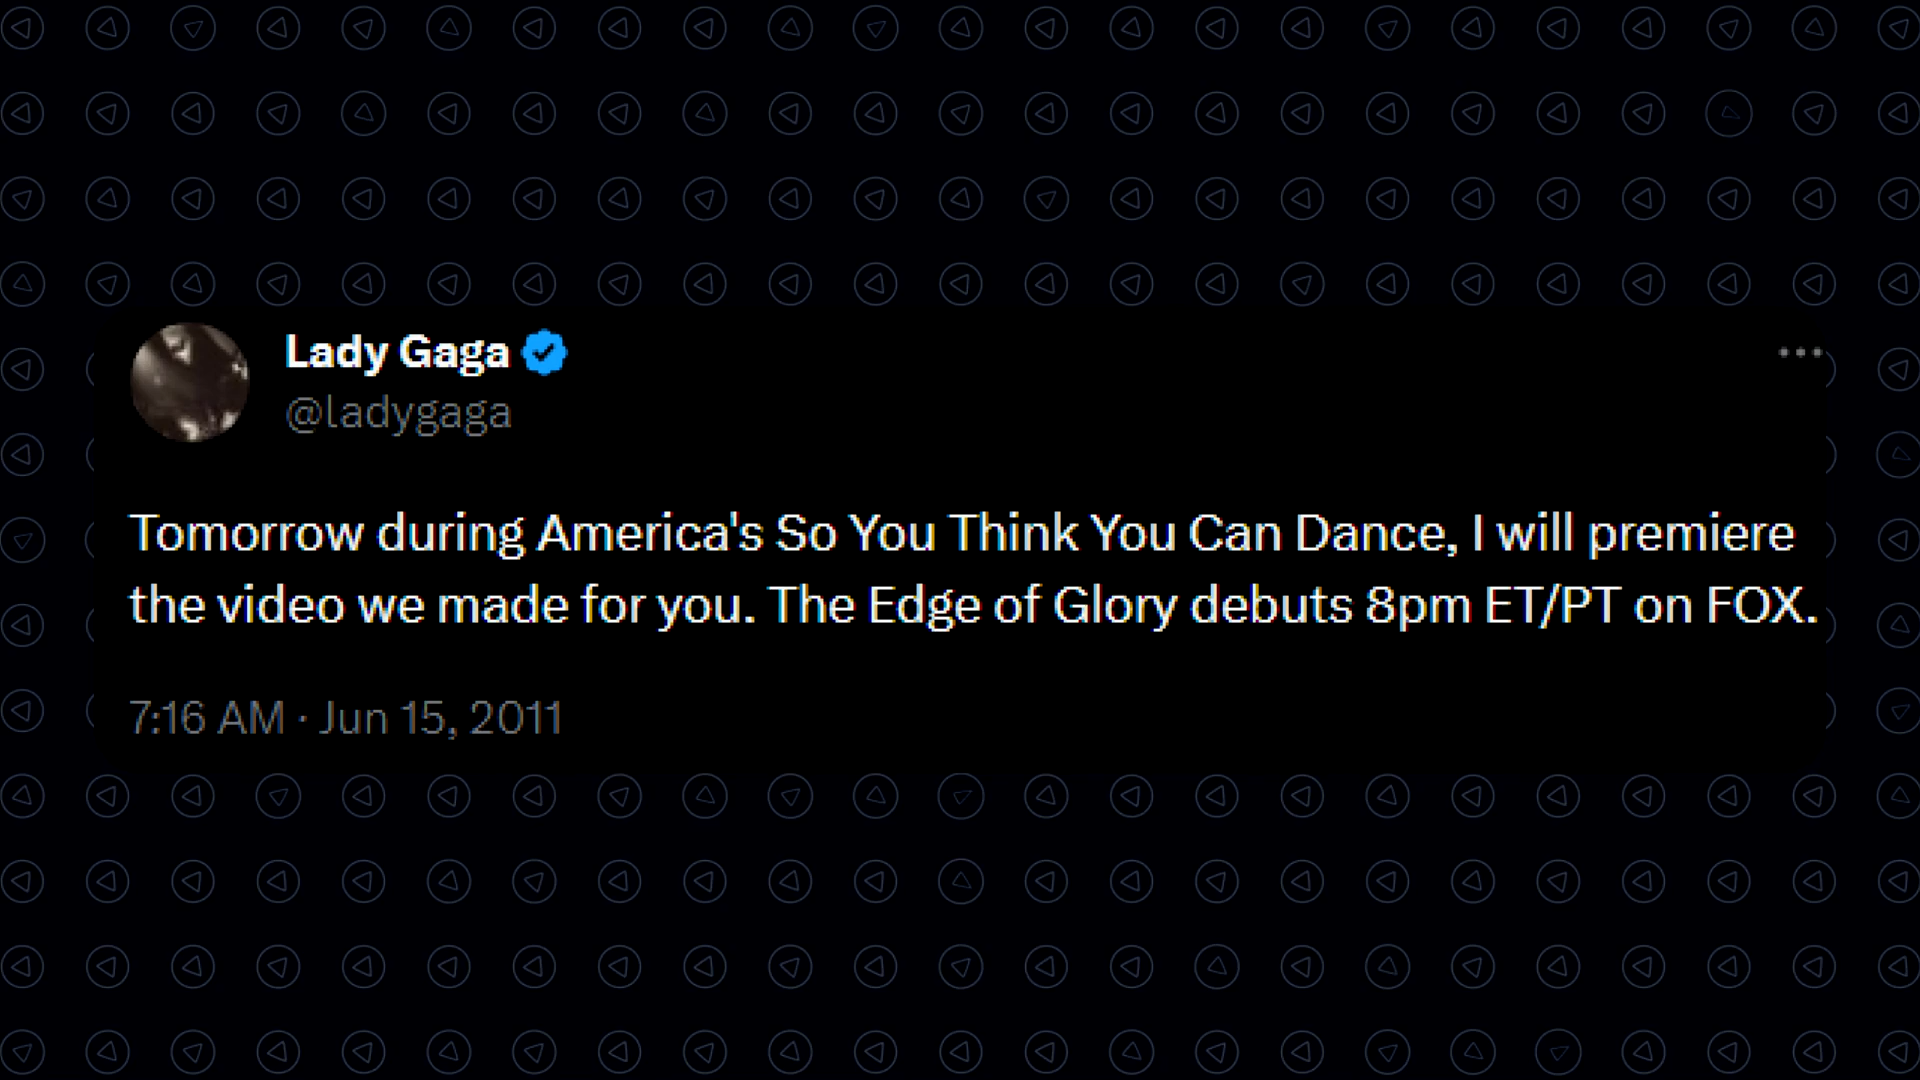 Lady Gaga
@ladygaga
Tomorrow during America's So You Think You Can Dance, I will premiere
the video we made for you. The Edge of Glory debuts 8pm ET/PT on FOX.
7:16 AM · Jun 15, 2011